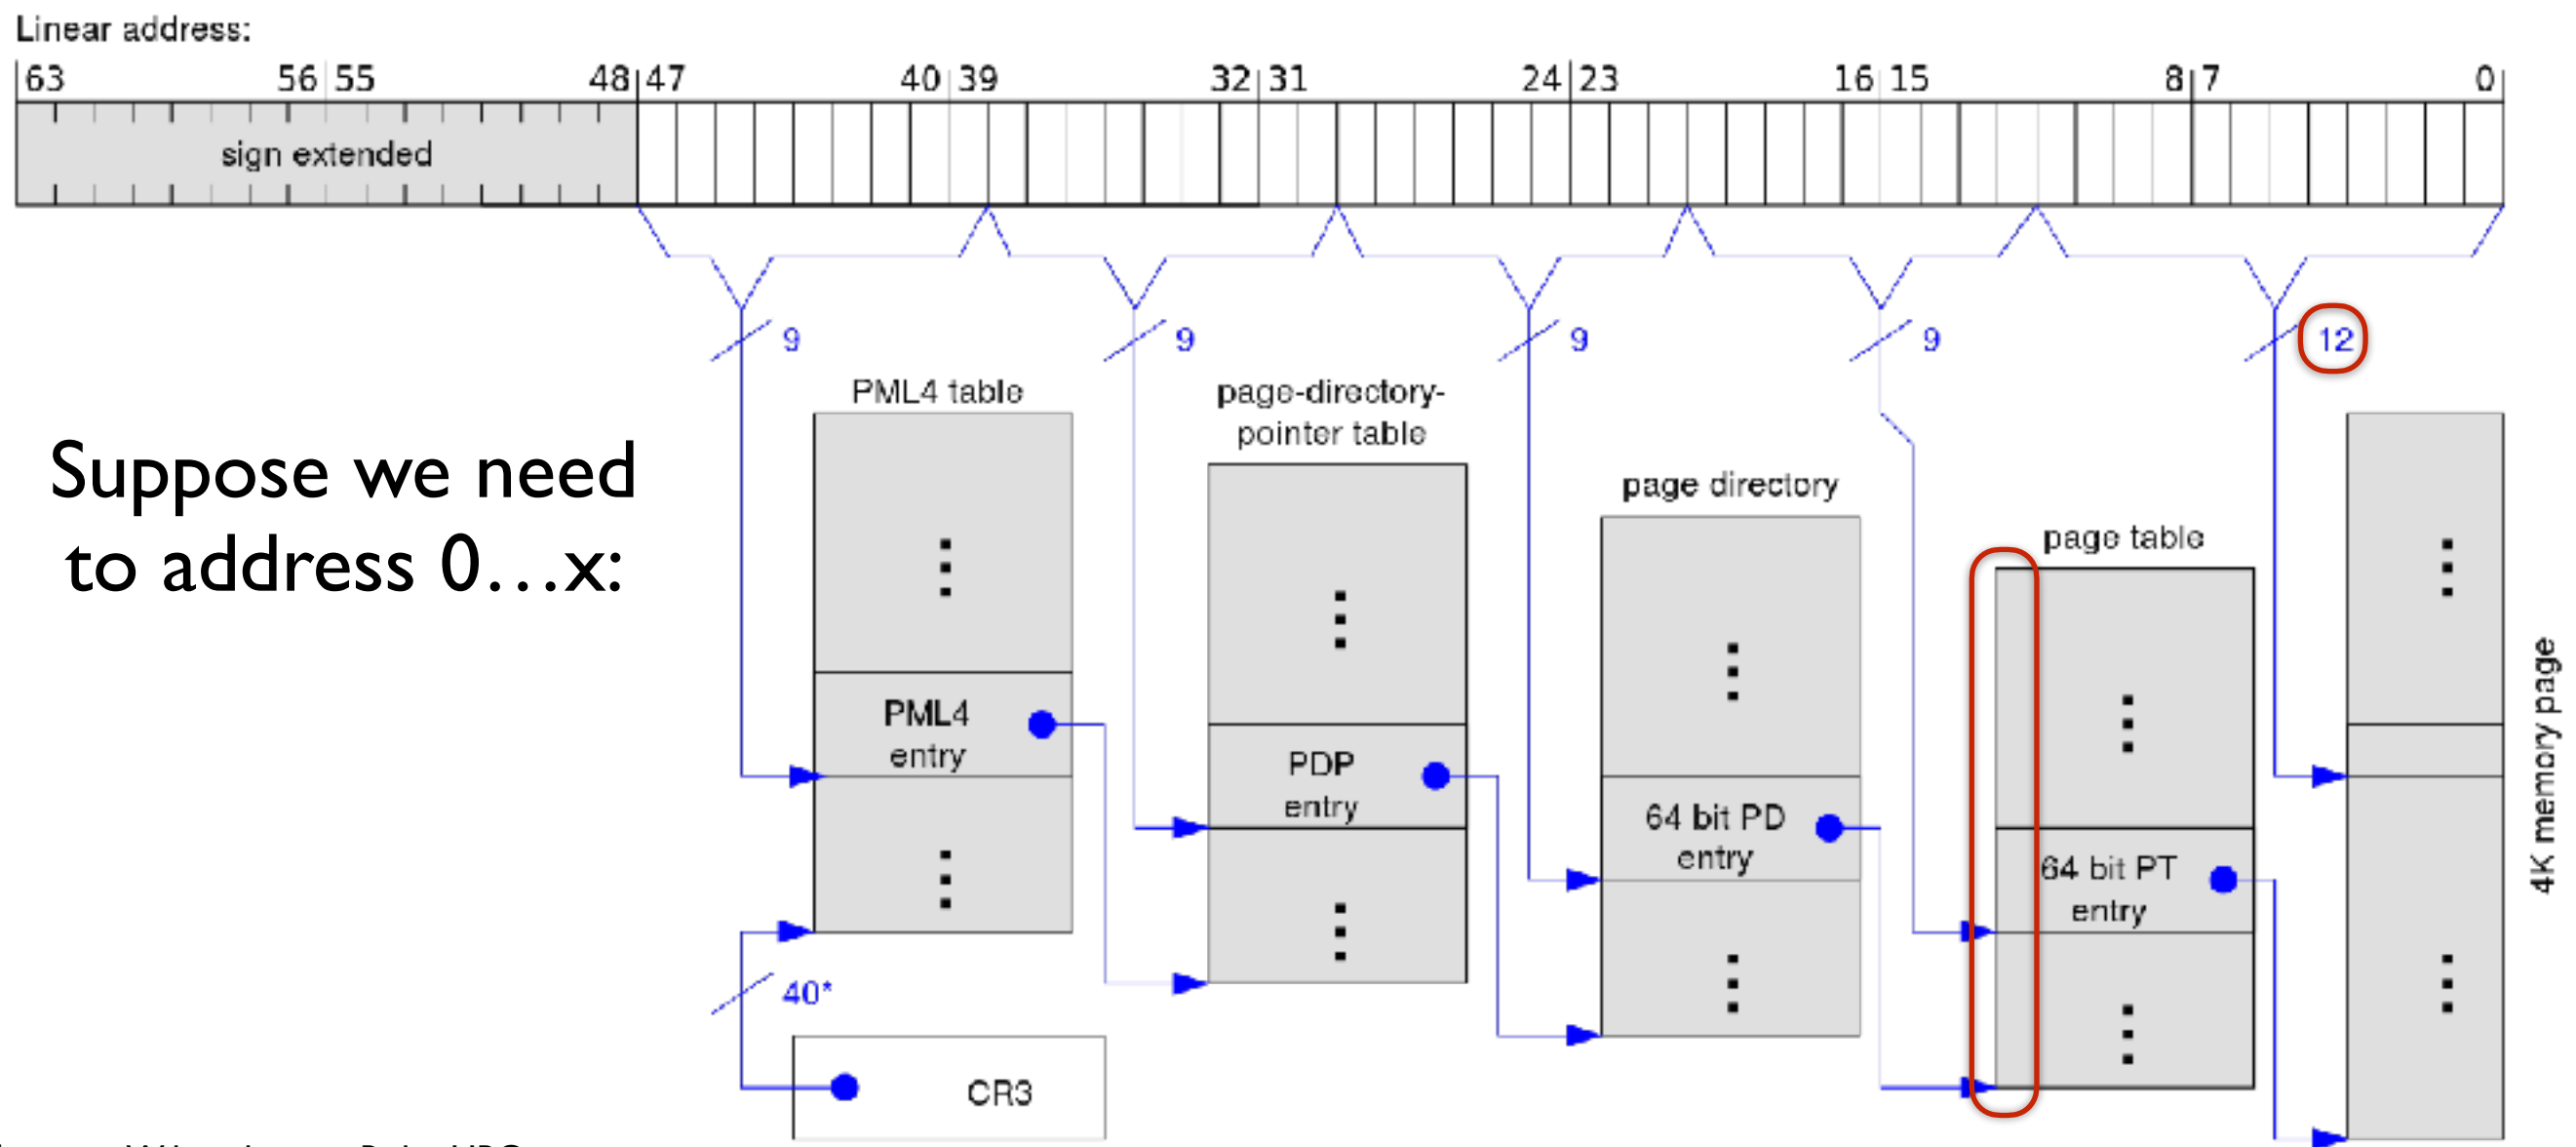 Linear address:
63 56 55 48 47 40 39 32 31 24 23 16 15 8 7 0
sign extended
9 9 9 9 12
Suppose we need
to address 0…x:
PML4 table
PML4
entry
page-directory-
pointer table
PDP
entry
page directory
64 bit PD
entry
page table
64 bit PT
entry
4K memory page
40*
CR3